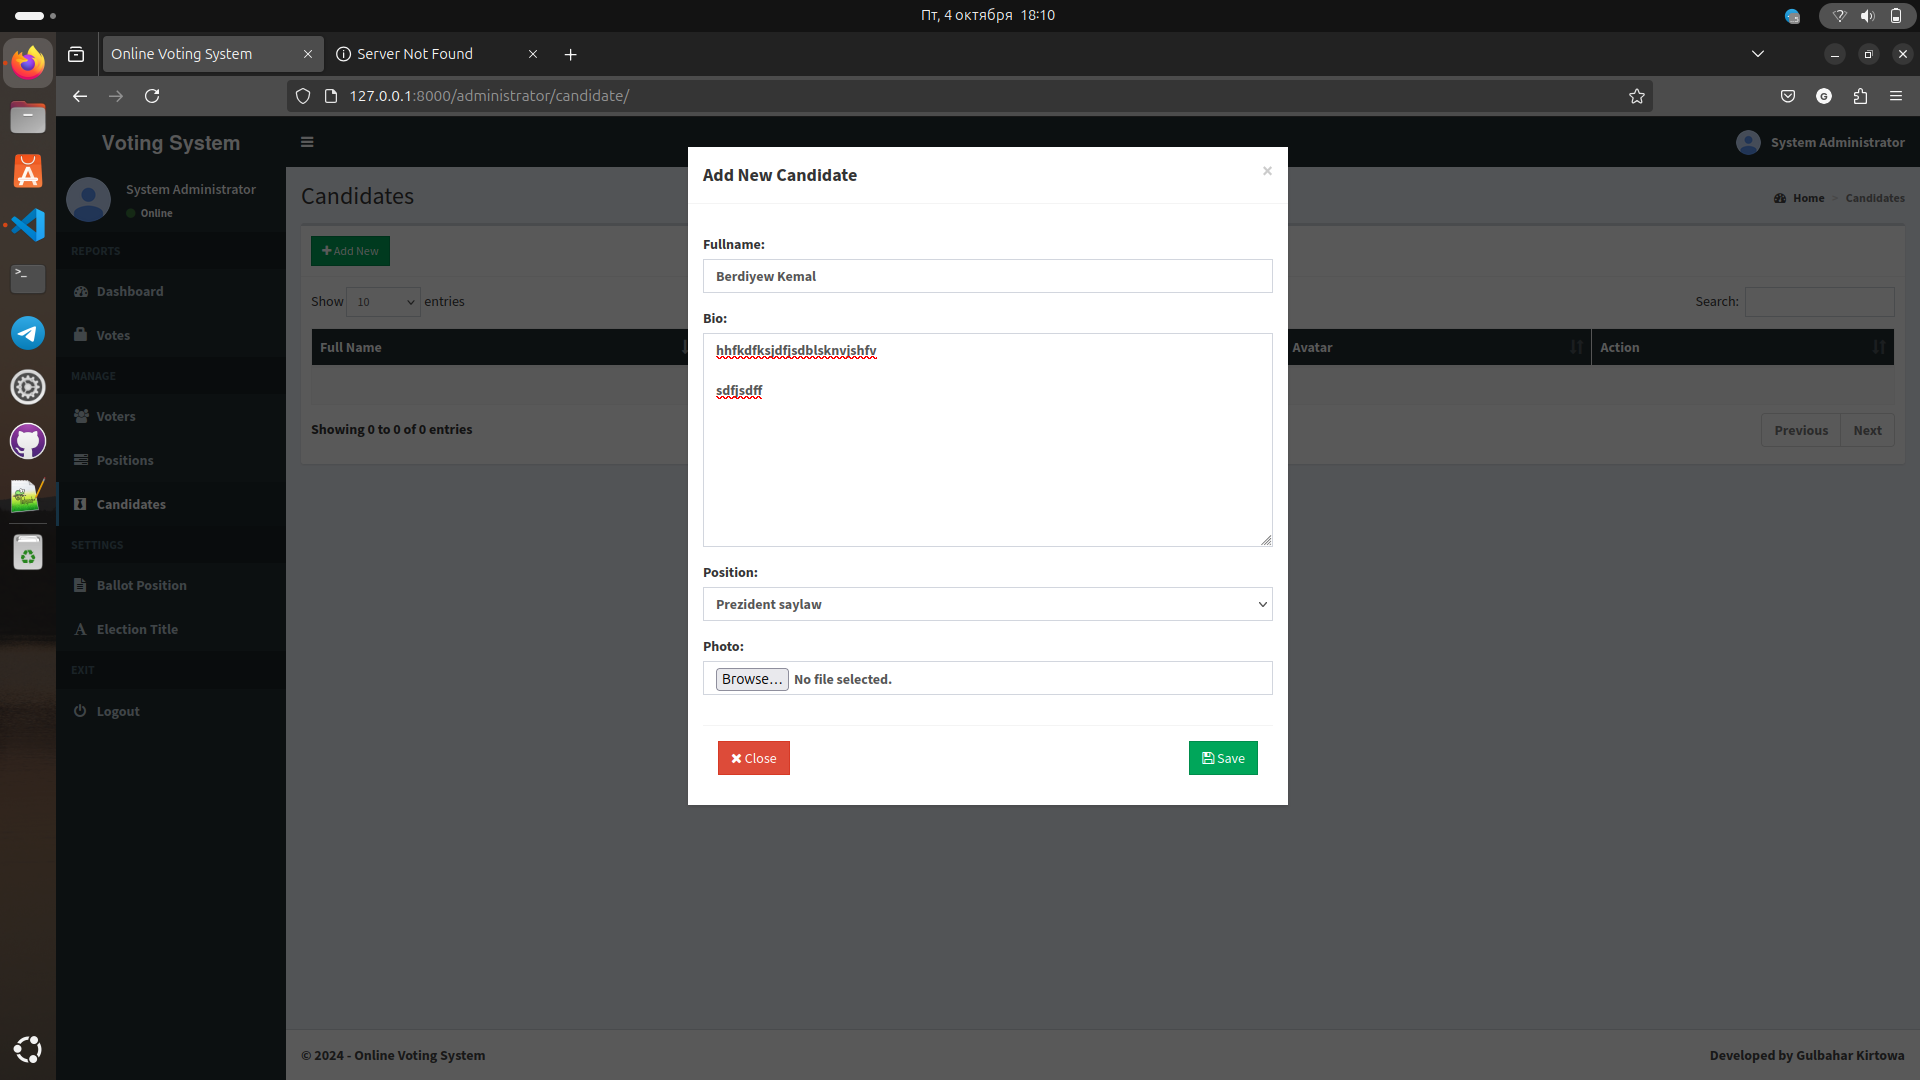 Пт, 4 октября 18:10
Online Voting System
Server Not Found
127.0.0.1:8000/administrator/candidate/
Voting System
System Administrator
System Administrator
Online
REPORTS
Dashboard
Votes
MANAGE
Voters
Positions
Candidates
SETTINGS
Ballot Position
Election Title
EXIT
Logout
Candidates
Home > Candidates
Add New
Show 10 entries
Search:
Full Name
Avatar
Action
Showing 0 to 0 of 0 entries
Previous
Next
Add New Candidate
×
Fullname:
Berdiyew Kemal
Bio:
hhfkdfksjdfjsdblsknvjshfv
sdfjsdff
Position:
Prezident saylaw
Photo:
Browse... No file selected.
Close
Save
© 2024 - Online Voting System
Developed by Gulbahar Kirtowa